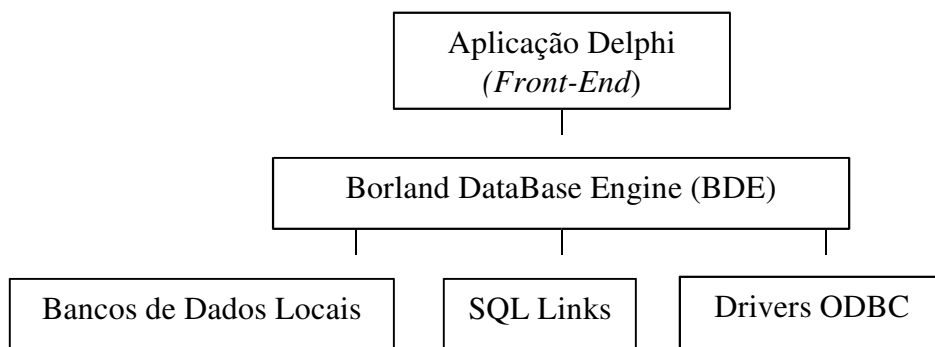 Aplicação Delphi
(Front-End)
Borland DataBase Engine (BDE)
Bancos de Dados Locais
SQL Links
Drivers ODBC